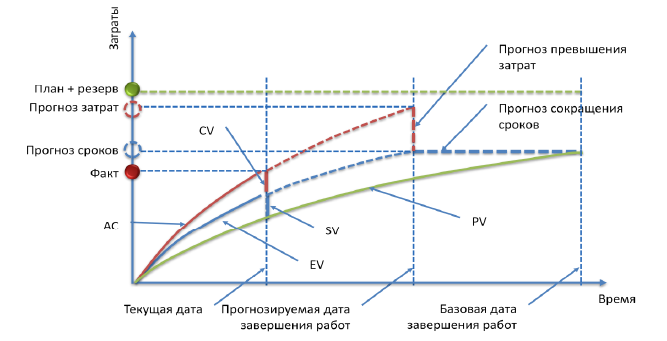 Затраты
План + резерв
Прогноз затрат
Прогноз сроков
Факт
Прогноз превышения
затрат
Прогноз сокращения
сроков
CV
AC
SV
EV
PV
Время
Текущая дата
Прогнозируемая дата
завершения работ
Базовая дата
завершения работ